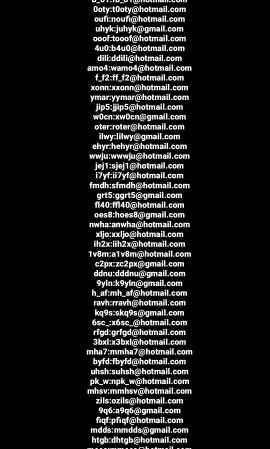 0oty:t0oty@hotmail.com
oufi:noufi@hotmail.com
uhyk:juhyk@gmail.com
ooof:tooof@hotmail.com
4u0:b4u0@hotmail.com
dili:ddili@hotmail.com
amo4:wamo4@hotmail.com
f_f2:ff_f2@hotmail.com
xonn:xxonn@hotmail.com
ymar:yymar@hotmail.com
jip5:jjip5@hotmail.com
w0cn:xw0cn@gmail.com
oter:roter@hotmail.com
ilwy:lilwy@gmail.com
ehyr:hehyr@hotmail.com
wwju:wwwju@hotmail.com
jej1:sjej1@hotmail.com
i7yf:ii7yf@hotmail.com
fmdh:sfmdh@hotmail.com
grt5:ggrt5@gmail.com
fl40:ffl40@hotmail.com
oes8:hoes8@gmail.com
nwha:anwha@hotmail.com
xljo:xxljo@hotmail.com
ih2x:iih2x@hotmail.com
1v8m:a1v8m@hotmail.com
c2px:zc2px@gmail.com
ddnu:dddnu@gmail.com
9yln:k9yln@gmail.com
h_af:mh_af@hotmail.com
ravh:rravh@hotmail.com
kq9s:skq9s@gmail.com
6sc_:x6sc_@hotmail.com
rfgd:grfgd@hotmail.com
3bxl:x3bxl@hotmail.com
mha7:mmha7@hotmail.com
byfd:fbyfd@hotmail.com
uhsh:suhsh@hotmail.com
pk_w:npk_w@hotmail.com
mhsv:mmhsv@hotmail.com
zils:ozils@hotmail.com
9q6:a9q6@gmail.com
fiqf:pfiqf@hotmail.com
mdds:mmdds@gmail.com
htgb:dhtgb@hotmail.com